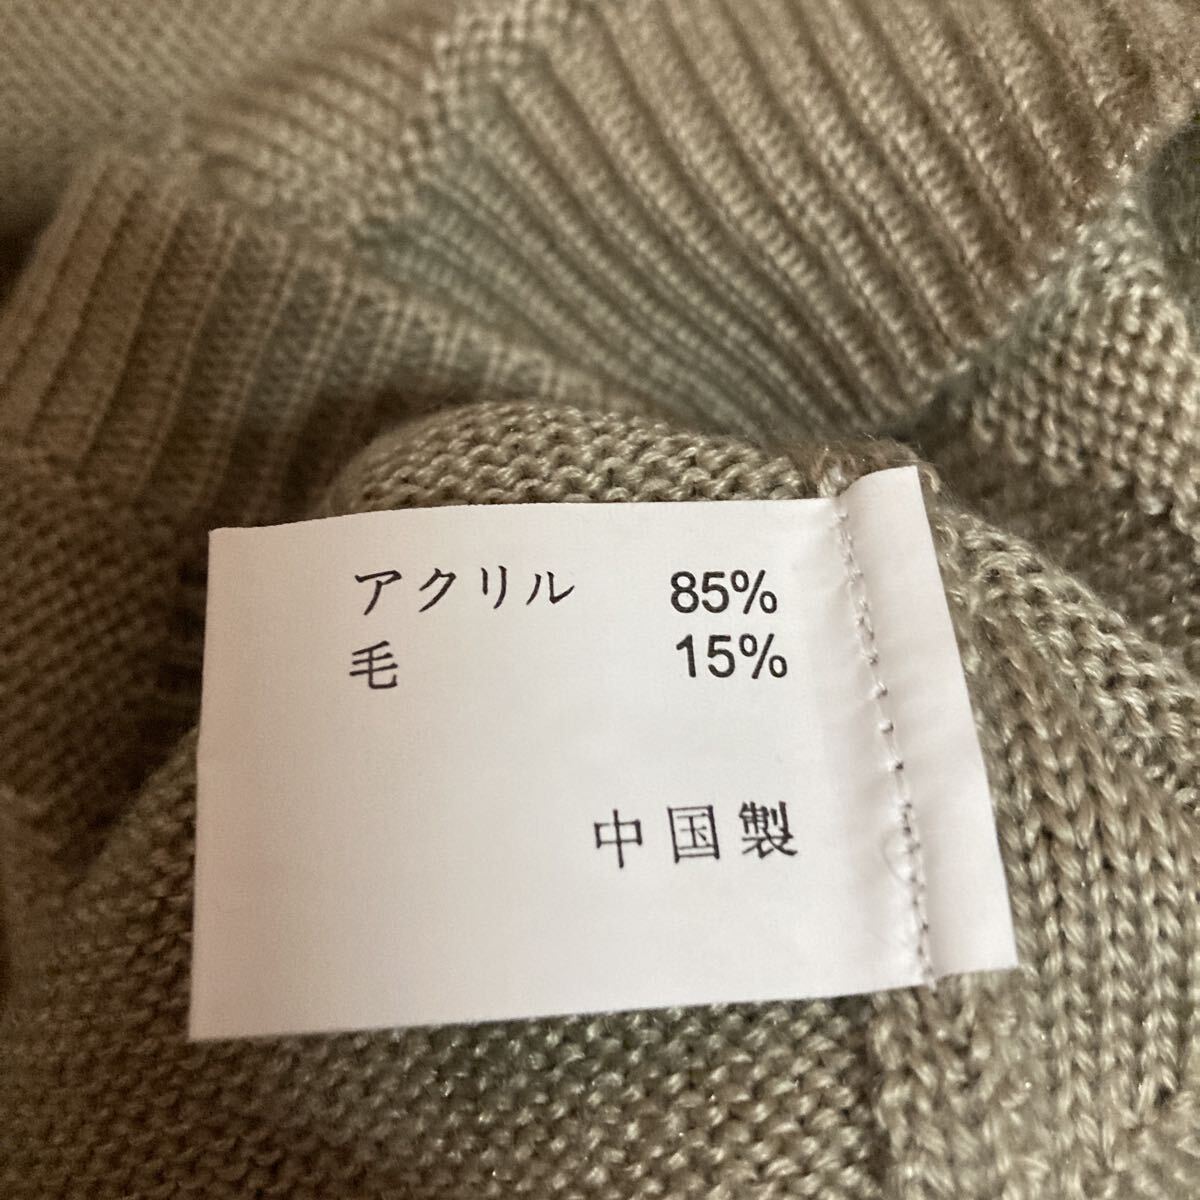 アクリル 85%
毛 15%
中国製